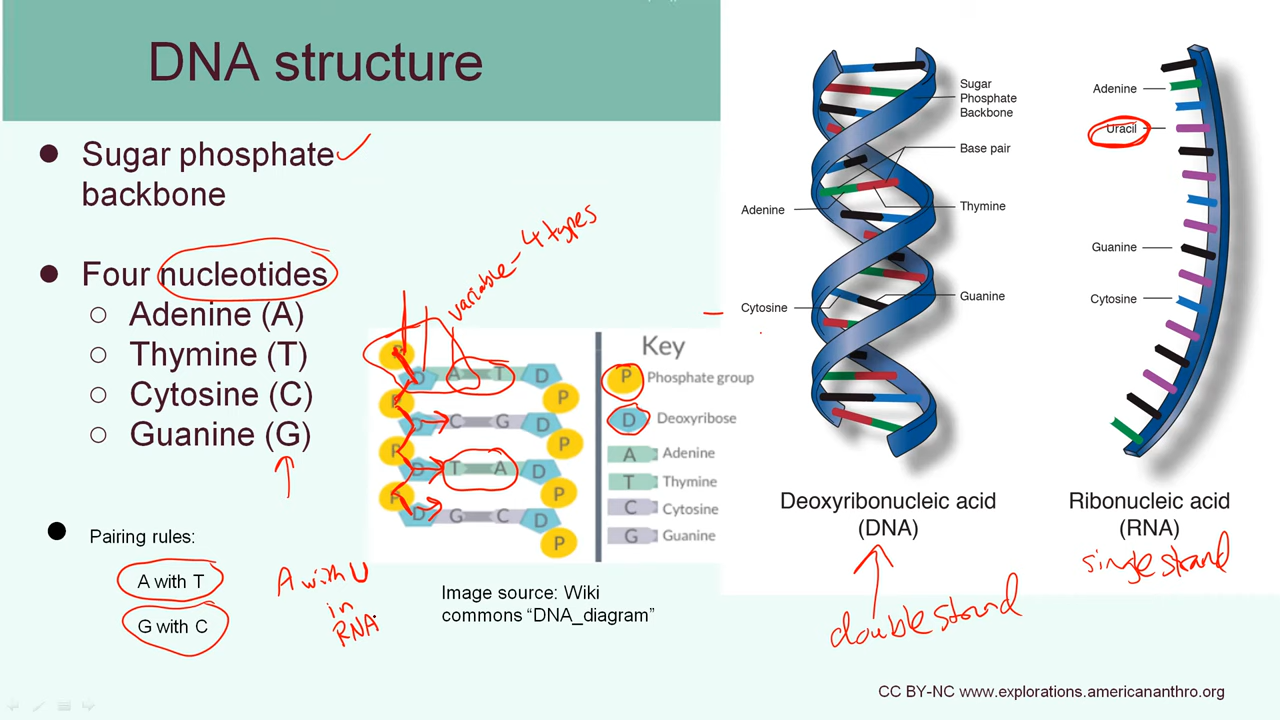 DNA structure
● Sugar phosphate
backbone
● Four nucleotides
○ Adenine (A)
○ Thymine (T)
○ Cytosine (C)
○ Guanine (G)
● Pairing rules:
A with T
G with C
A with U
in
RNA
variable - 4 types
P
D A T D
P P
D C G D
P P
D T A D
P P
D G C D
P
Key
P Phosphate group
D Deoxyribose
A Adenine
T Thymine
C Cytosine
G Guanine
Image source: Wiki
commons “DNA_diagram”
Sugar
Phosphate
Backbone
Base pair
Adenine
Thymine
Cytosine
Guanine
Deoxyribonucleic acid
(DNA)
double strand
Adenine
Uracil
Guanine
Cytosine
Ribonucleic acid
(RNA)
single strand
CC BY-NC www.explorations.americananthro.org